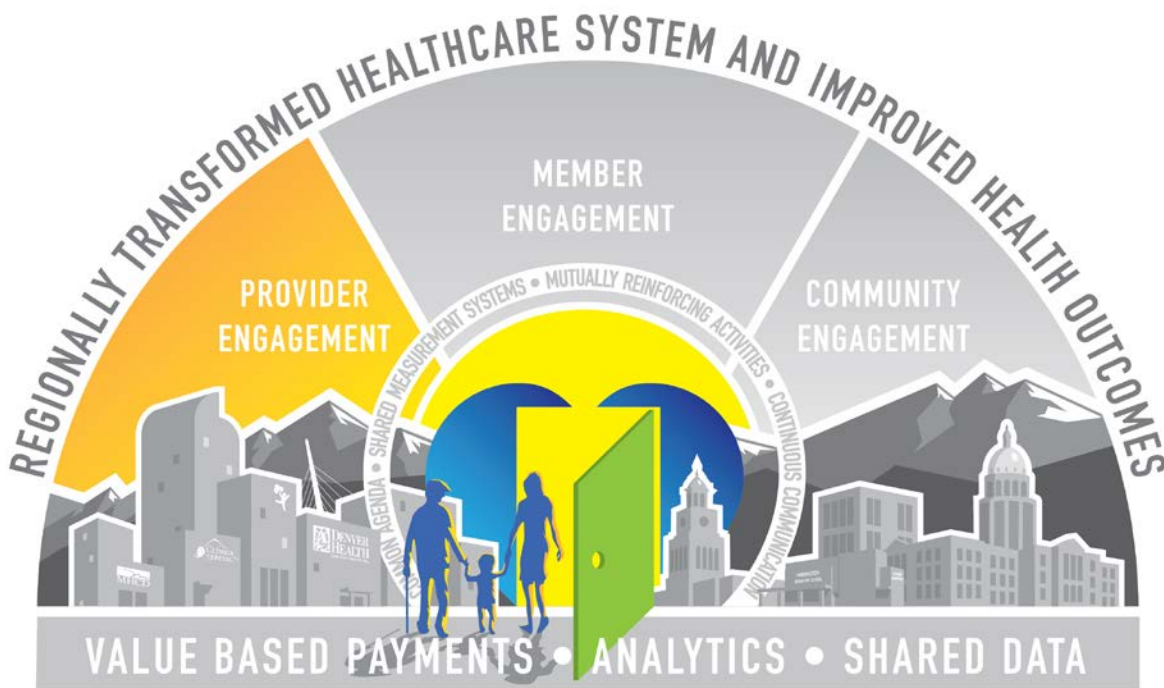 REGIONALLY TRANSFORMED HEALTHCARE SYSTEM AND IMPROVED HEALTH OUTCOMES
MEMBER
ENGAGEMENT
PROVIDER
ENGAGEMENT
COMMUNITY
ENGAGEMENT
AGENDA • SHARED MEASUREMENT SYSTEMS • MUTUALLY REINFORCING ACTIVITIES • CONTINUOUS COMMUNICATION
DENVER
HEALTH
VALUE BASED PAYMENTS • ANALYTICS • SHARED DATA